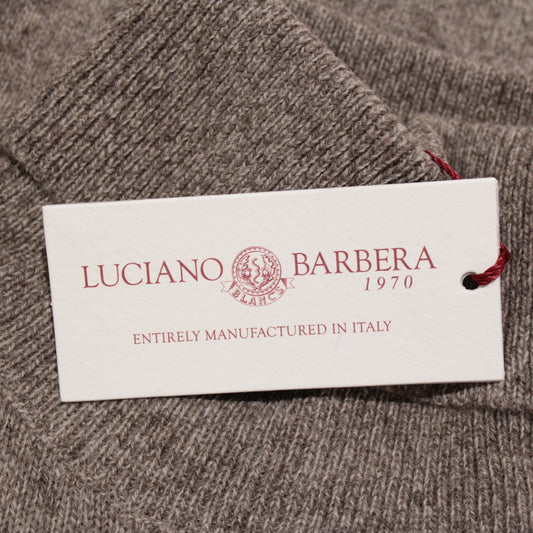 LUCIANO BARBERA
BLANCS
1970
ENTIRELY MANUFACTURED IN ITALY